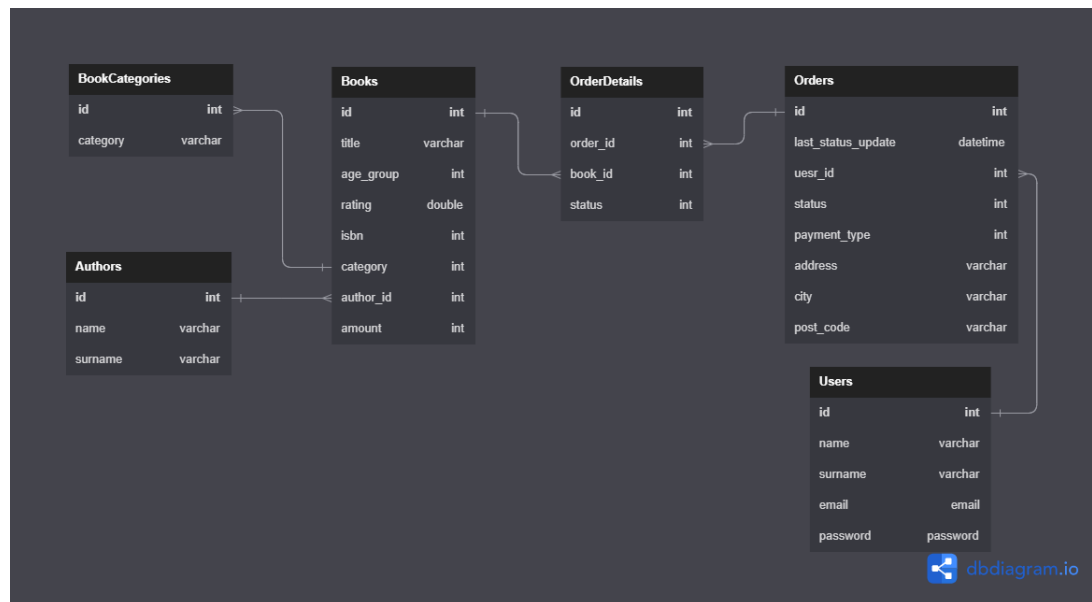 BookCategories
id int
category varchar
Authors
id int
name varchar
surname varchar
Books
id int
title varchar
age_group int
rating double
isbn int
category int
author_id int
amount int
OrderDetails
id int
order_id int
book_id int
status int
Orders
id int
last_status_update datetime
uesr_id int
status int
payment_type int
address varchar
city varchar
post_code varchar
Users
id int
name varchar
surname varchar
email email
password password
dbdiagram.io